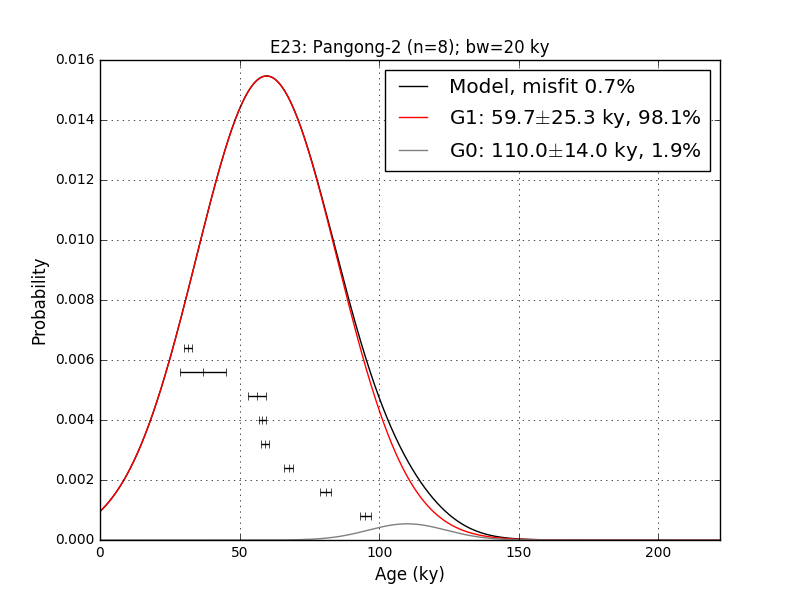 E23: Pangong-2 (n=8); bw=20 ky
Model, misfit 0.7%
G1: 59.7±25.3 ky, 98.1%
G0: 110.0±14.0 ky, 1.9%
0.016
0.014
0.012
0.010
0.008
0.006
0.004
0.002
0.000
Probability
0 50 100 150 200
Age (ky)